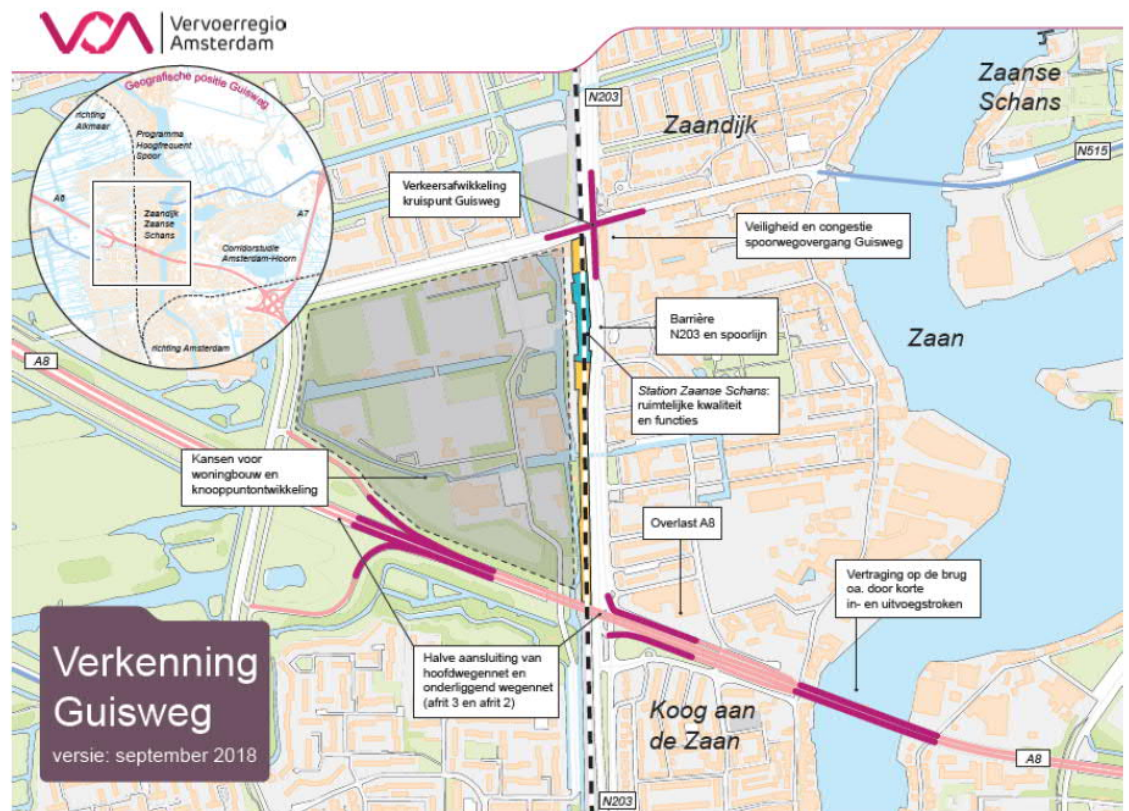 VOA
Vervoerregio
Amsterdam
Geografische positie Guisweg
richting
Alkmaar
Programma
Hoogfrequent
Spoor
A8
Zaandijk
Zaanse
Schans
A7
Corridorstudie
Amsterdam-Hoorn
richting Amsterdam
N203
Zaandijk
Zaanse
Schans
N515
Verkeersafwikkeling
kruispunt Guisweg
Veiligheid en congestie
spoorwegovergang Guisweg
Barrière
N203 en spoorlijn
Zaan
A8
Station Zaanse Schans:
ruimtelijke kwaliteit
en functies
Kansen voor
woningbouw en
knooppuntontwikkeling
Overlast A8
Vertraging op de brug
oa. door korte
in- en uitvoegstroken
Halve aansluiting van
hoofdwegennet en
onderliggend wegennet
(afrit 3 en afrit 2)
Koog aan
de Zaan
A8
N203
Verkenning
Guisweg
versie: september 2018